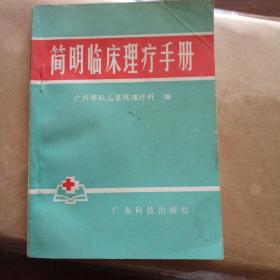 简明临床理疗手册
广州部队总医院理疗科 编
广东科技出版社